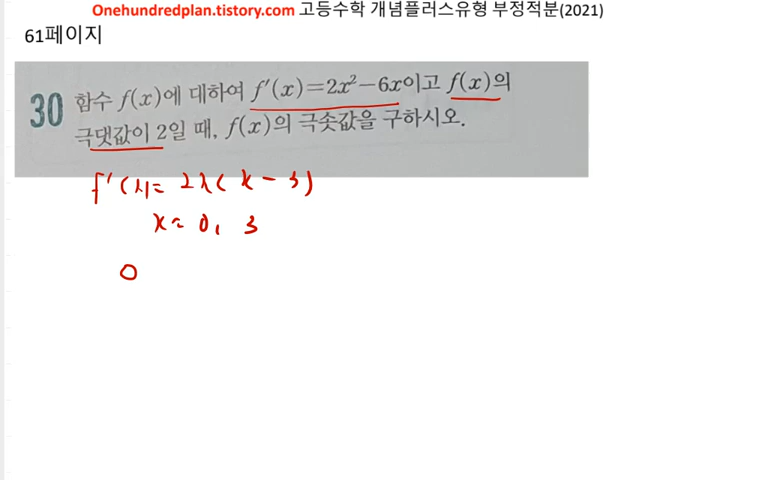 Onehundredplan.tistory.com 고등수학 개념플러스유형 부정적분(2021)
61페이지
30 함수 f(x)에 대하여 f′(x)=2x²-6x이고 f(x)의
극댓값이 2일 때, f(x)의 극솟값을 구하시오.
f′(x)= 2x(x-3)
x= 0, 3
0